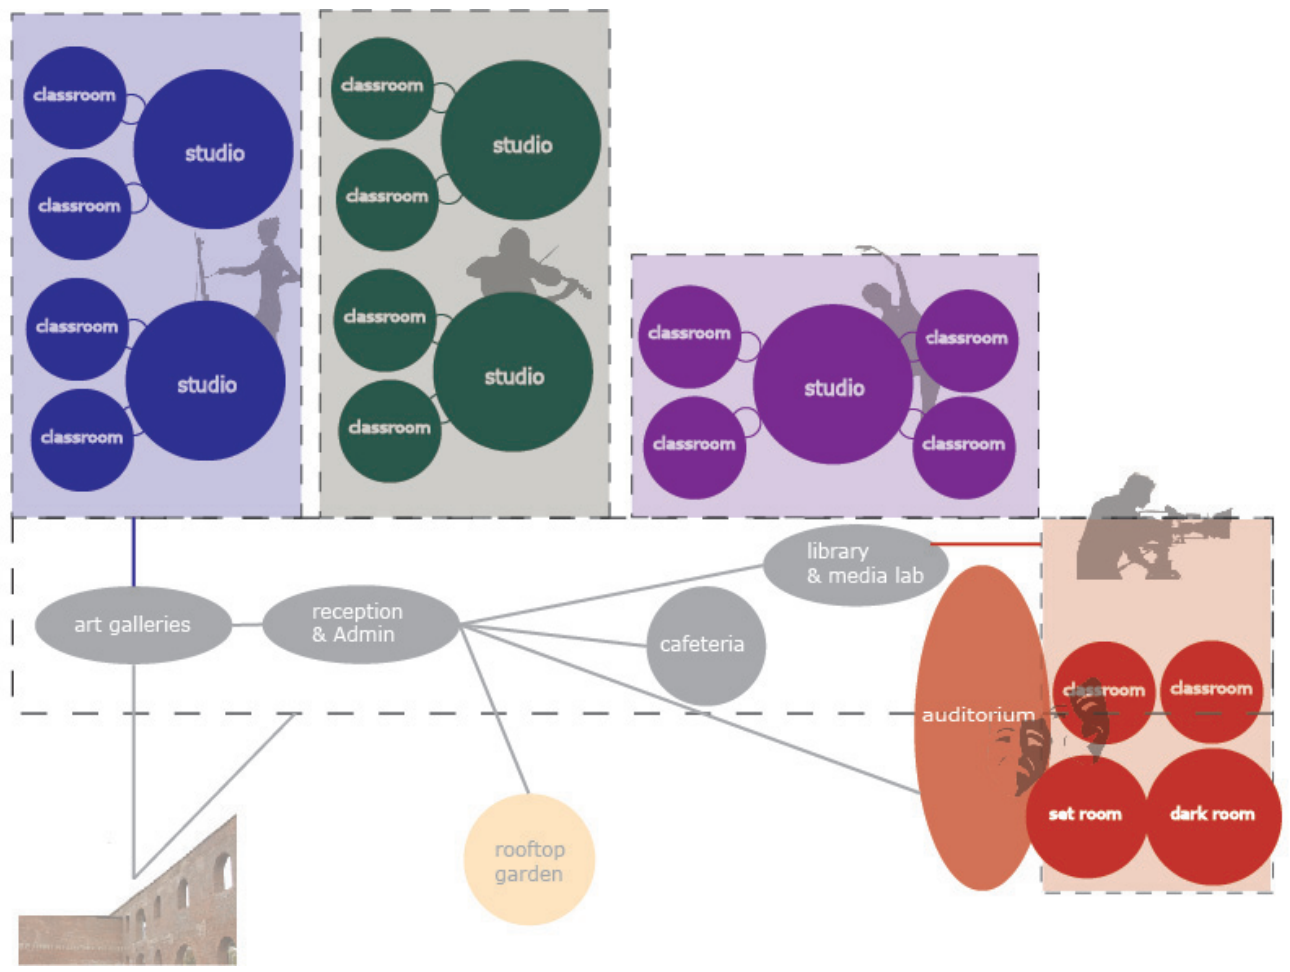 classroom
studio
classroom
classroom
studio
classroom
classroom
studio
classroom
classroom
studio
classroom
classroom
studio
classroom
classroom
classroom
art galleries
reception
& Admin
library
& media lab
cafeteria
auditorium
classroom
classroom
set room
dark room
rooftop
garden